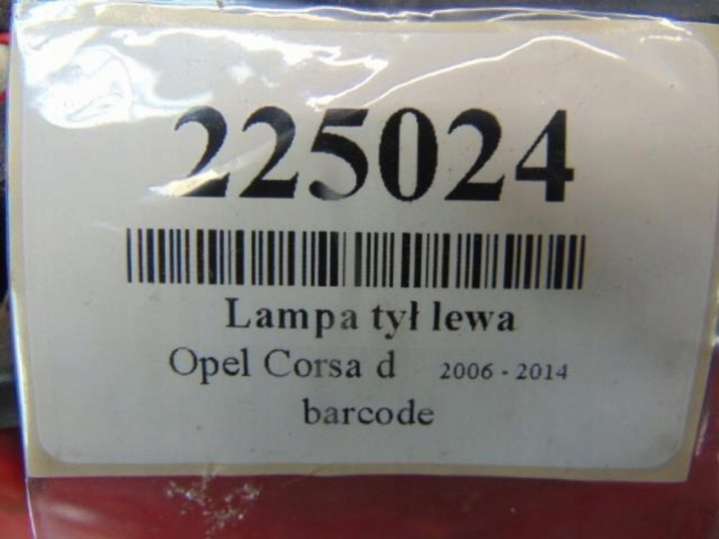 225024
Lampa tył lewa
Opel Corsa d 2006 - 2014
barcode